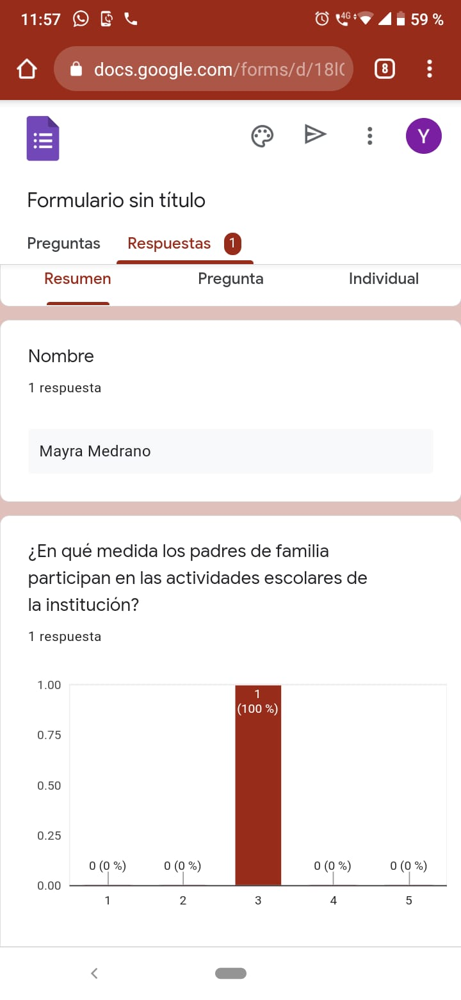 11:57 4G 59 %
docs.google.com/forms/d/18l 8
Y
Formulario sin título
Preguntas Respuestas 1
Resumen Pregunta Individual
Nombre
1 respuesta
Mayra Medrano
¿En qué medida los padres de familia
participan en las actividades escolares de
la institución?
1 respuesta
1.00
1
(100 %)
0.75
0.50
0.25
0 (0 %) 0 (0 %) 0 (0 %) 0 (0 %)
0.00
1 2 3 4 5